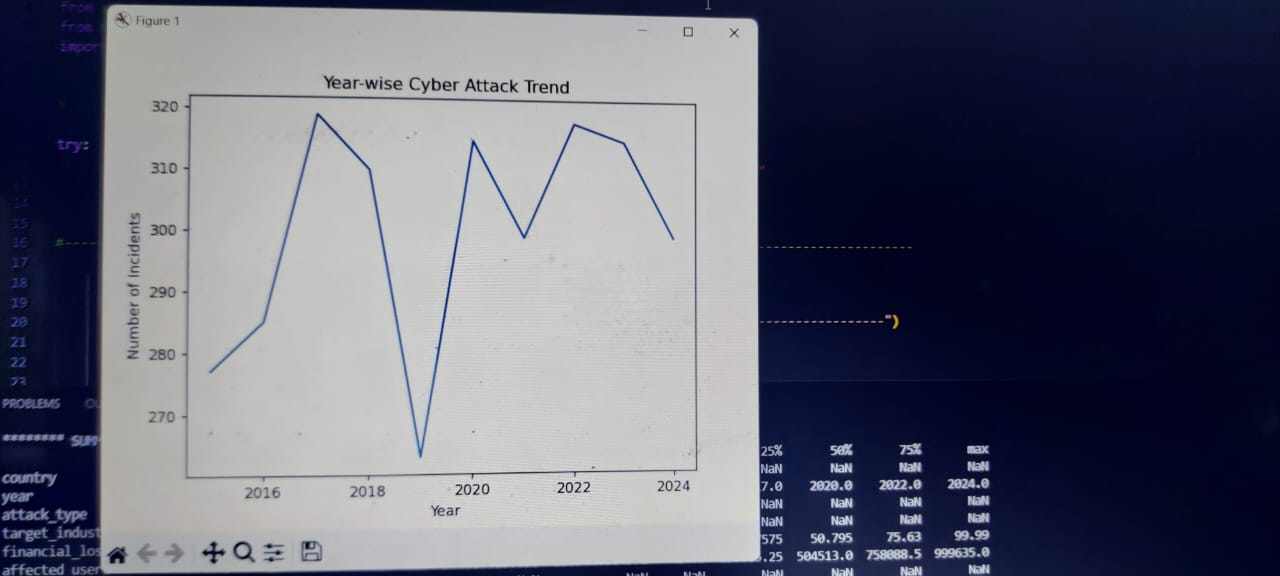 from
from
impor
Figure 1
try:
14
15
16 #----
17
18
19
20 ")
21
22
23
Year-wise Cyber Attack Trend
320
310
300
290
280
270
Number of Incidents
2016 2018 2020 2022 2024
Year
PROBLEMS
******** SUM 25% 50% 75% max
NaN NaN NaN NaN
country 7.0 2020.0 2022.0 2024.0
year NaN NaN NaN
attack_type NaN NaN NaN NaN
target_indust 575 50.795 75.63 99.99
financial_los .25 504513.0 758088.5 999635.0
affected_user NaN NaN NaN NaN NaN NaN